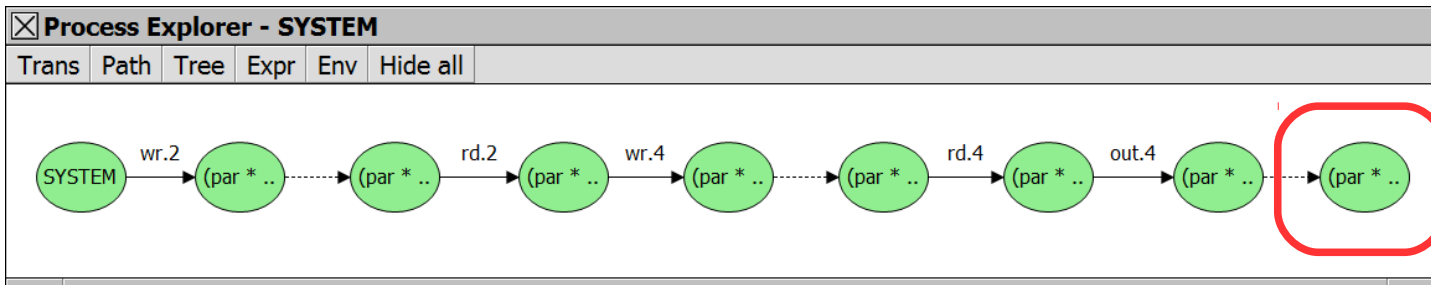 Process Explorer - SYSTEM
Trans Path Tree Expr Env Hide all
wr.2 rd.2 wr.4 rd.4 out.4
SYSTEM (par * .. (par * .. (par * .. (par * .. (par * .. (par * .. (par * .. (par * ..